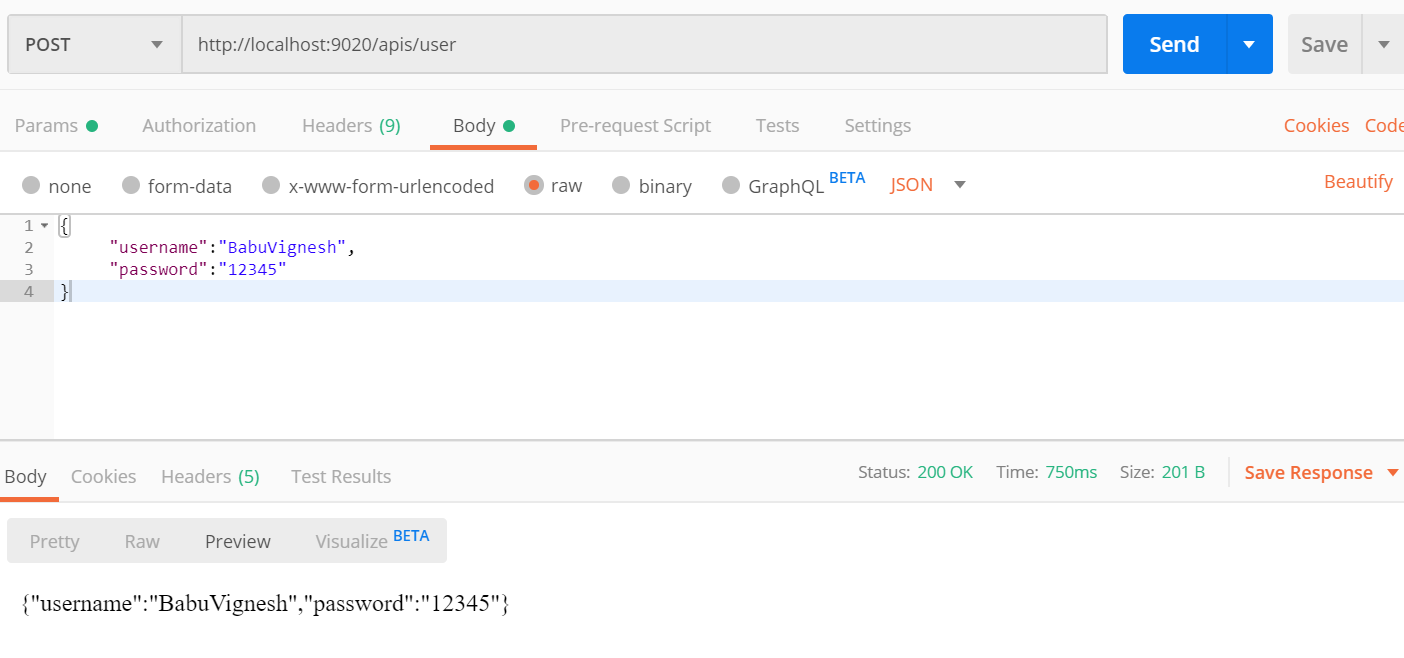 POST http://localhost:9020/apis/user Send Save
Params Authorization Headers (9) Body Pre-request Script Tests Settings Cookies Code
none form-data x-www-form-urlencoded raw binary GraphQL BETA JSON Beautify
1 {
2 "username":"BabuVignesh",
3 "password":"12345"
4 }
Body Cookies Headers (5) Test Results Status: 200 OK Time: 750ms Size: 201 B Save Response
Pretty Raw Preview Visualize BETA
{"username":"BabuVignesh","password":"12345"}